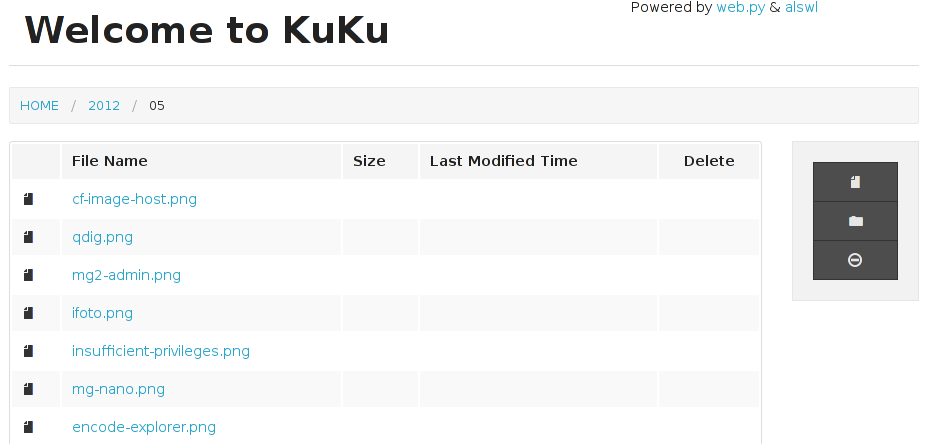 Powered by web.py & alswl
Welcome to KuKu
HOME / 2012 / 05
File Name Size Last Modified Time Delete
cf-image-host.png
qdig.png
mg2-admin.png
ifoto.png
insufficient-privileges.png
mg-nano.png
encode-explorer.png